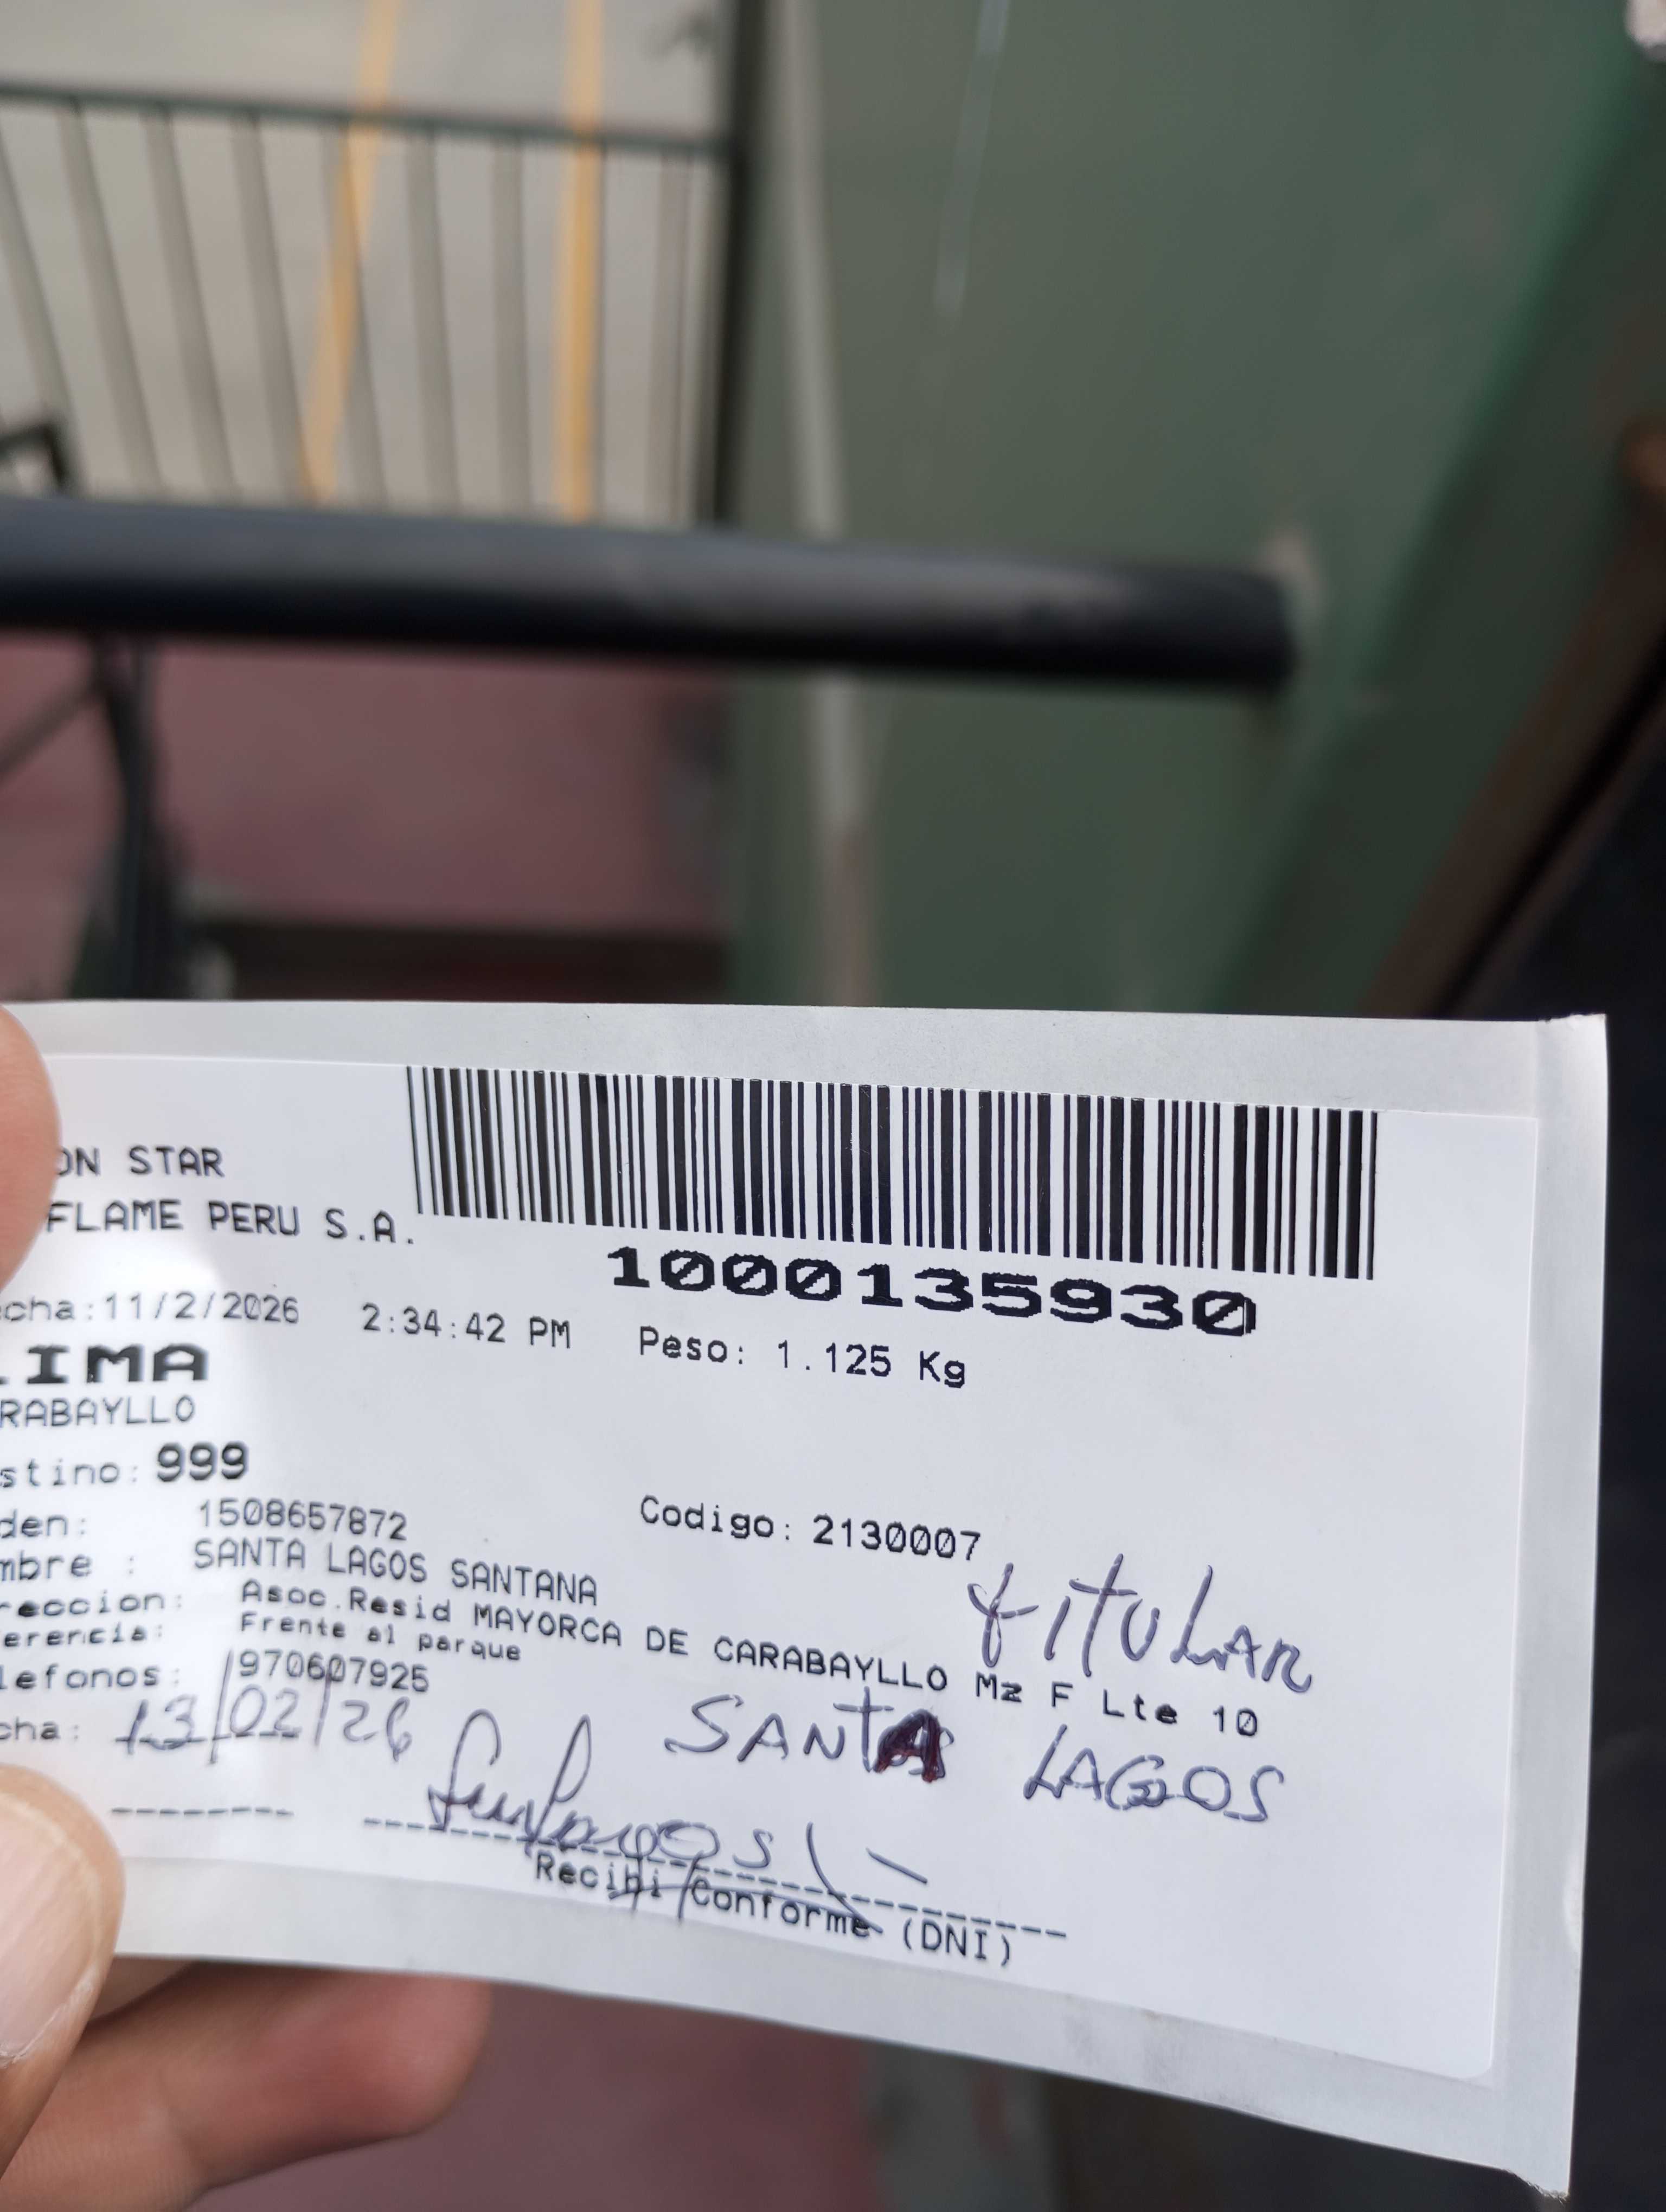 ON STAR
FLAME PERU S.A.
1000135930
cha:11/2/2026 2:34:42 PM Peso: 1.125 Kg
LIMA
RABAYLLO
stino: 999
den: 1508657872 Codigo: 2130007
mbre : SANTA LAGOS SANTANA
reccion: Asoc.Resid MAYORCA DE CARABAYLLO Mz F Lte 10
erencia: Frente al parque
lefonos: 970607925
TITULAR
cha: 13/02/26
SANTA LAGOS
Recibi Conforme (DNI)